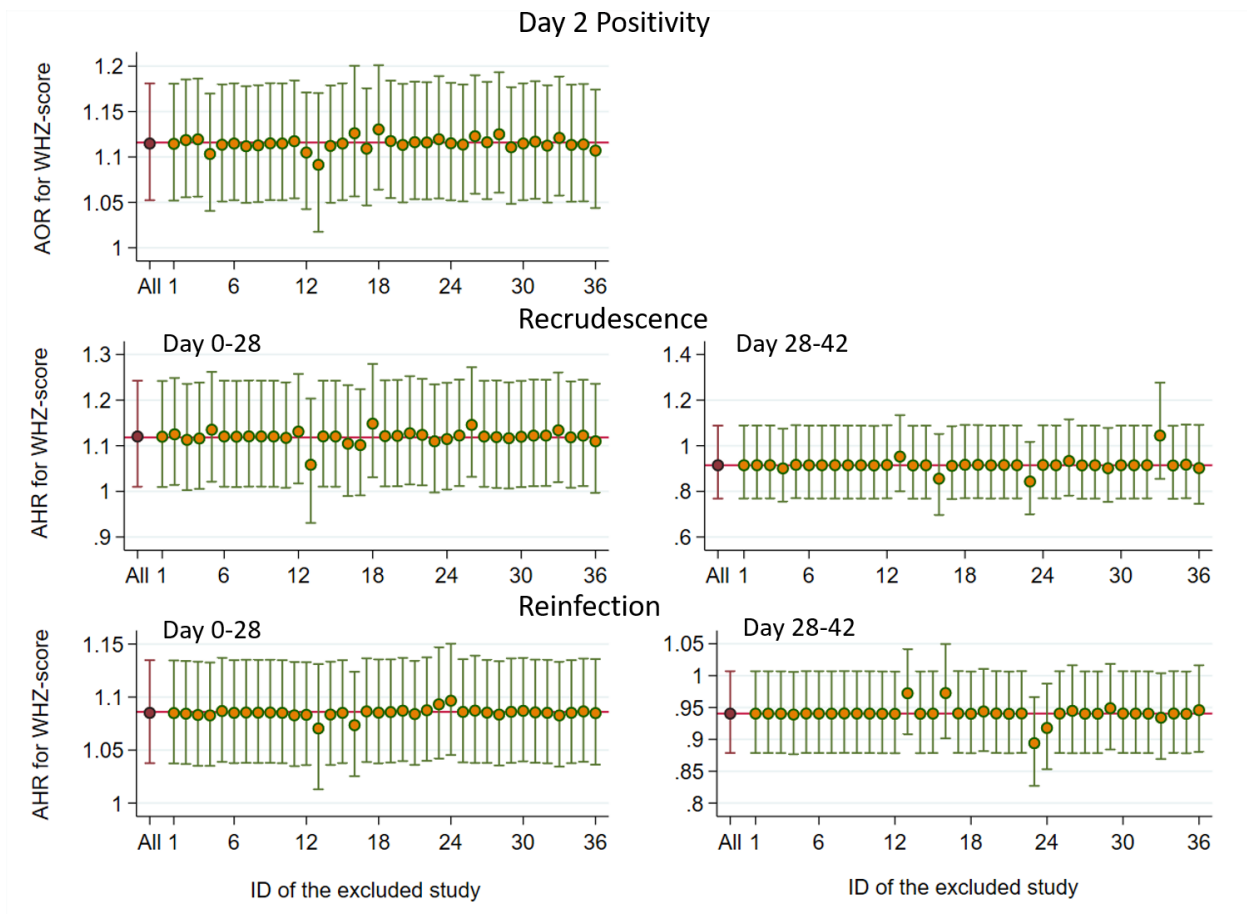 Day 2 Positivity
AOR for WHZ-score
1.2
1.15
1.1
1.05
1
All 1 6 12 18 24 30 36
Recrudescence
Day 0-28
AHR for WHZ-score
1.3
1.2
1.1
1
.9
All 1 6 12 18 24 30 36
Day 28-42
1.4
1.2
1
.8
.6
All 1 6 12 18 24 30 36
Reinfection
Day 0-28
AHR for WHZ-score
1.15
1.1
1.05
1
All 1 6 12 18 24 30 36
ID of the excluded study
Day 28-42
1.05
1
.95
.9
.85
.8
All 1 6 12 18 24 30 36
ID of the excluded study